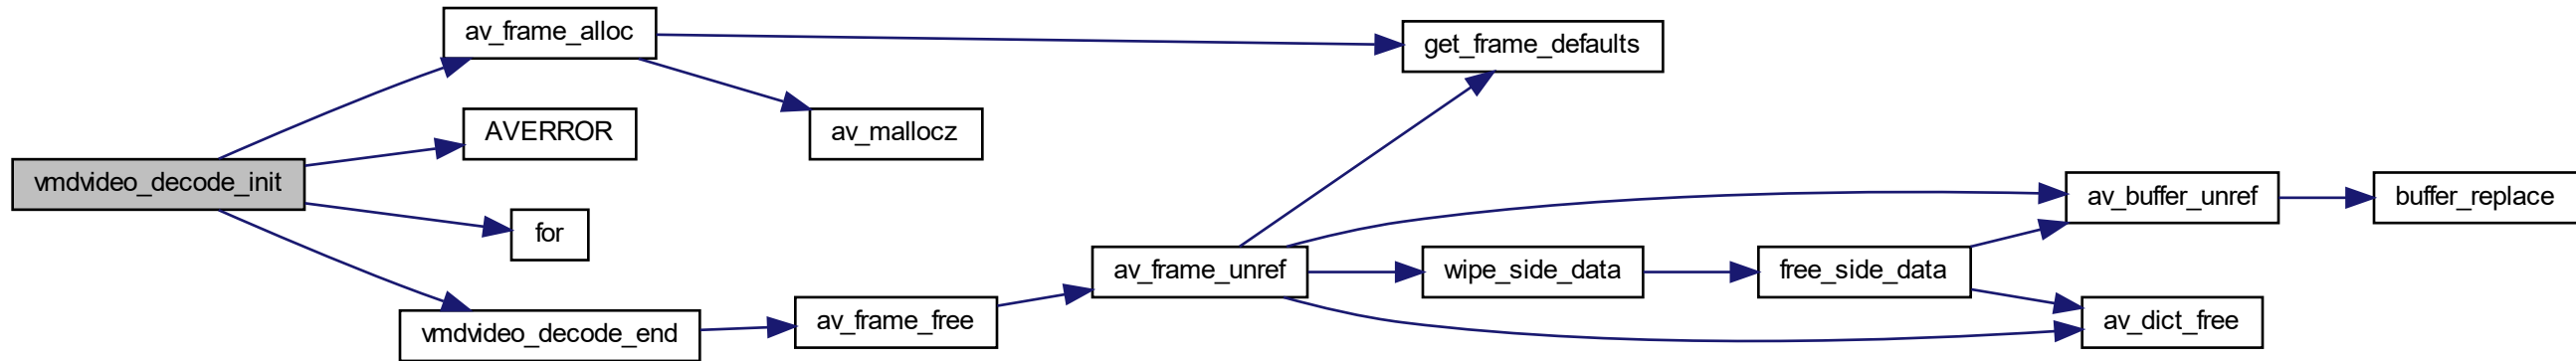 vmdvideo_decode_init
av_frame_alloc
AVERROR
for
vmdvideo_decode_end
av_mallocz
av_frame_free
get_frame_defaults
av_frame_unref
wipe_side_data
free_side_data
av_buffer_unref
av_dict_free
buffer_replace